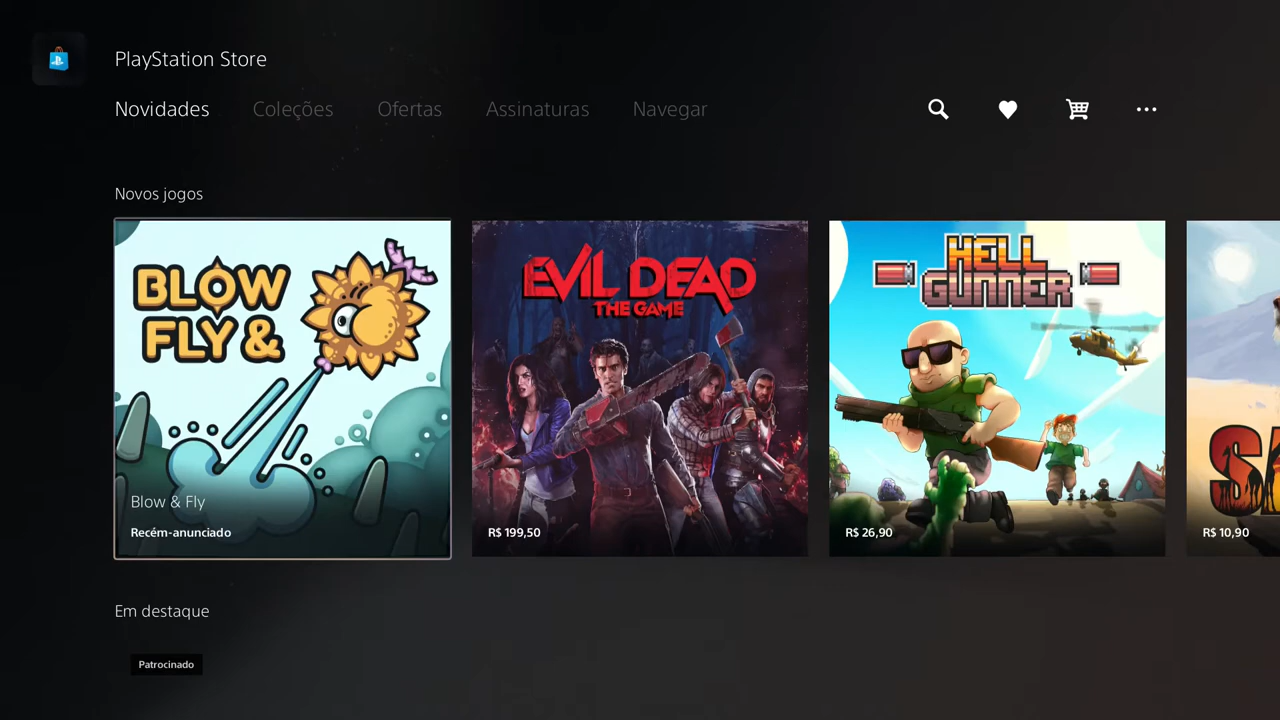 PlayStation Store
Novidades
Coleções
Ofertas
Assinaturas
Navegar
Novos jogos
BLOW
FLY &
Blow & Fly
Recém-anunciado
EVIL DEAD
THE GAME
R$ 199,50
HELL
GUNNER
R$ 26,90
R$ 10,90
Em destaque
Patrocinado